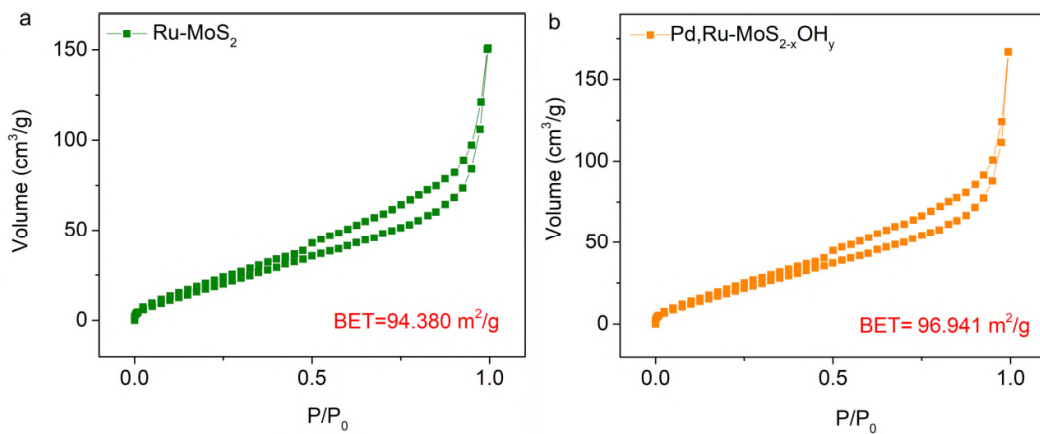 a
Ru-MoS₂
150
100
50
0
Volume (cm³/g)
BET=94.380 m²/g
0.0 0.5 1.0
P/P₀
b
Pd,Ru-MoS₂₋ₓOHᵧ
150
100
50
0
Volume (cm³/g)
BET= 96.941 m²/g
0.0 0.5 1.0
P/P₀